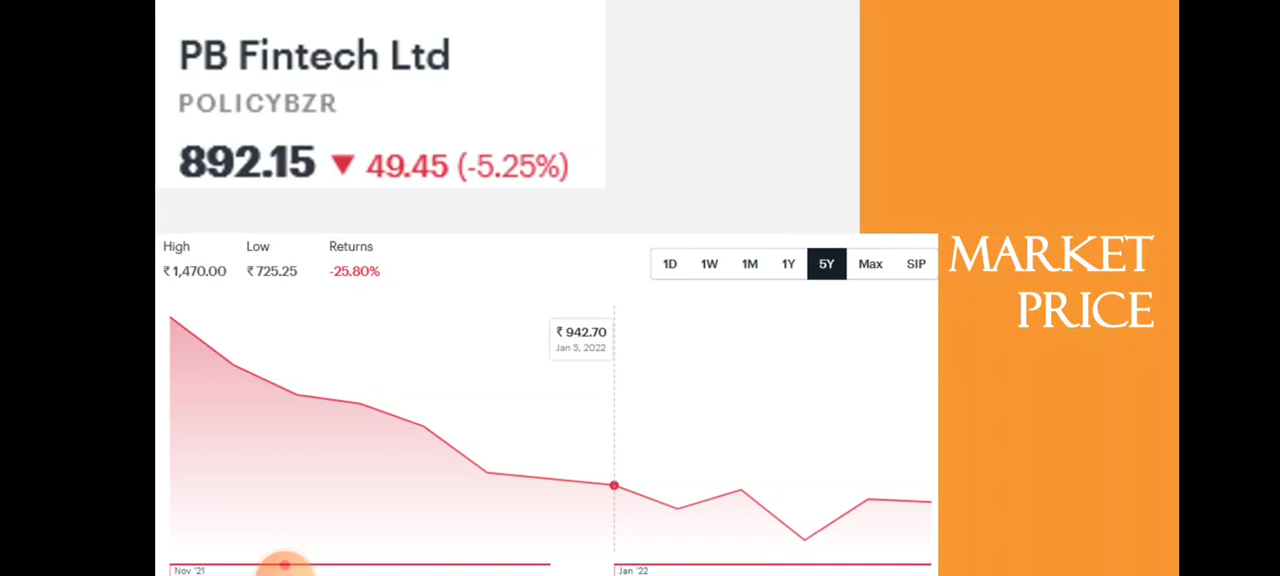 PB Fintech Ltd
POLICYBZR
892.15 ▼ 49.45 (-5.25%)
High Low Returns
₹1,470.00 ₹725.25 -25.80%
1D 1W 1M 1Y 5Y Max SIP
MARKET
PRICE
₹ 942.70
Jan 5, 2022
Nov '21 Jan '22